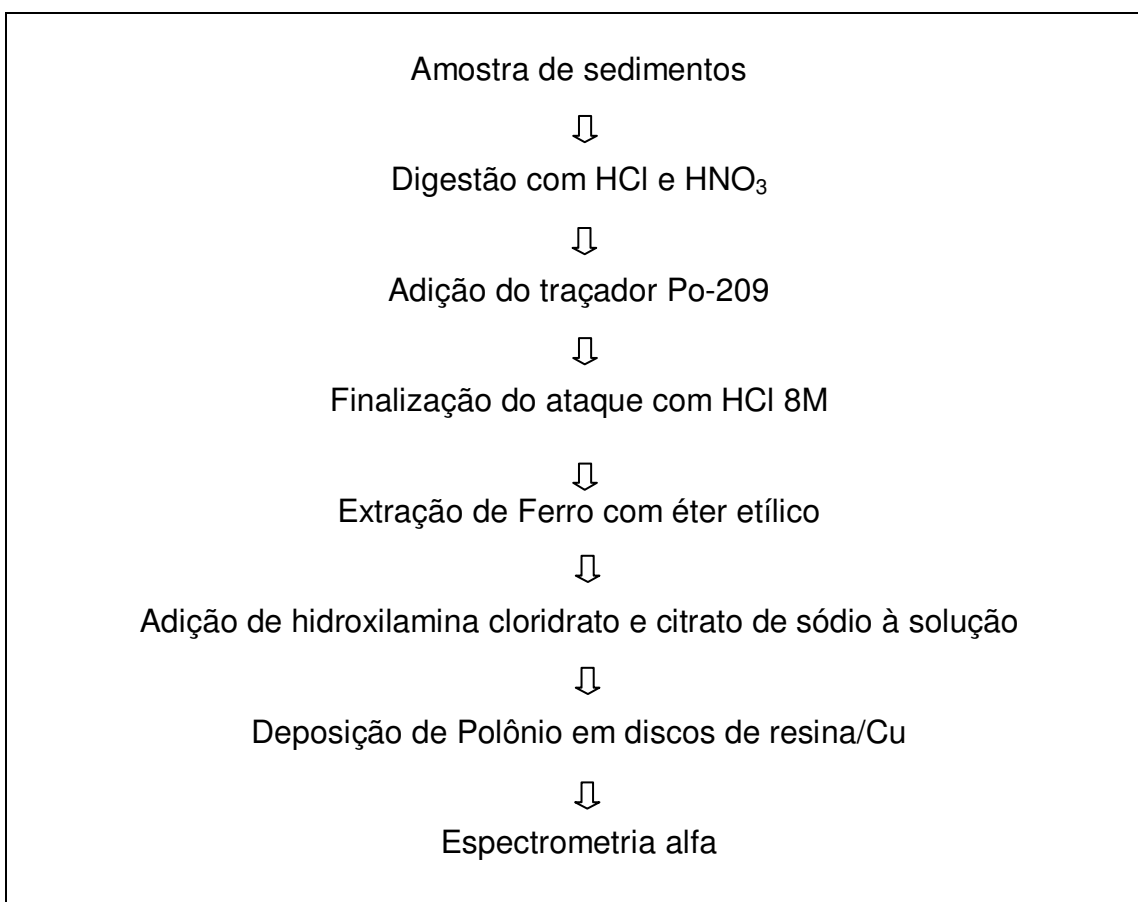 Amostra de sedimentos
⇩
Digestão com HCl e HNO₃
⇩
Adição do traçador Po-209
⇩
Finalização do ataque com HCl 8M
⇩
Extração de Ferro com éter etílico
⇩
Adição de hidroxilamina cloridrato e citrato de sódio à solução
⇩
Deposição de Polônio em discos de resina/Cu
⇩
Espectrometria alfa